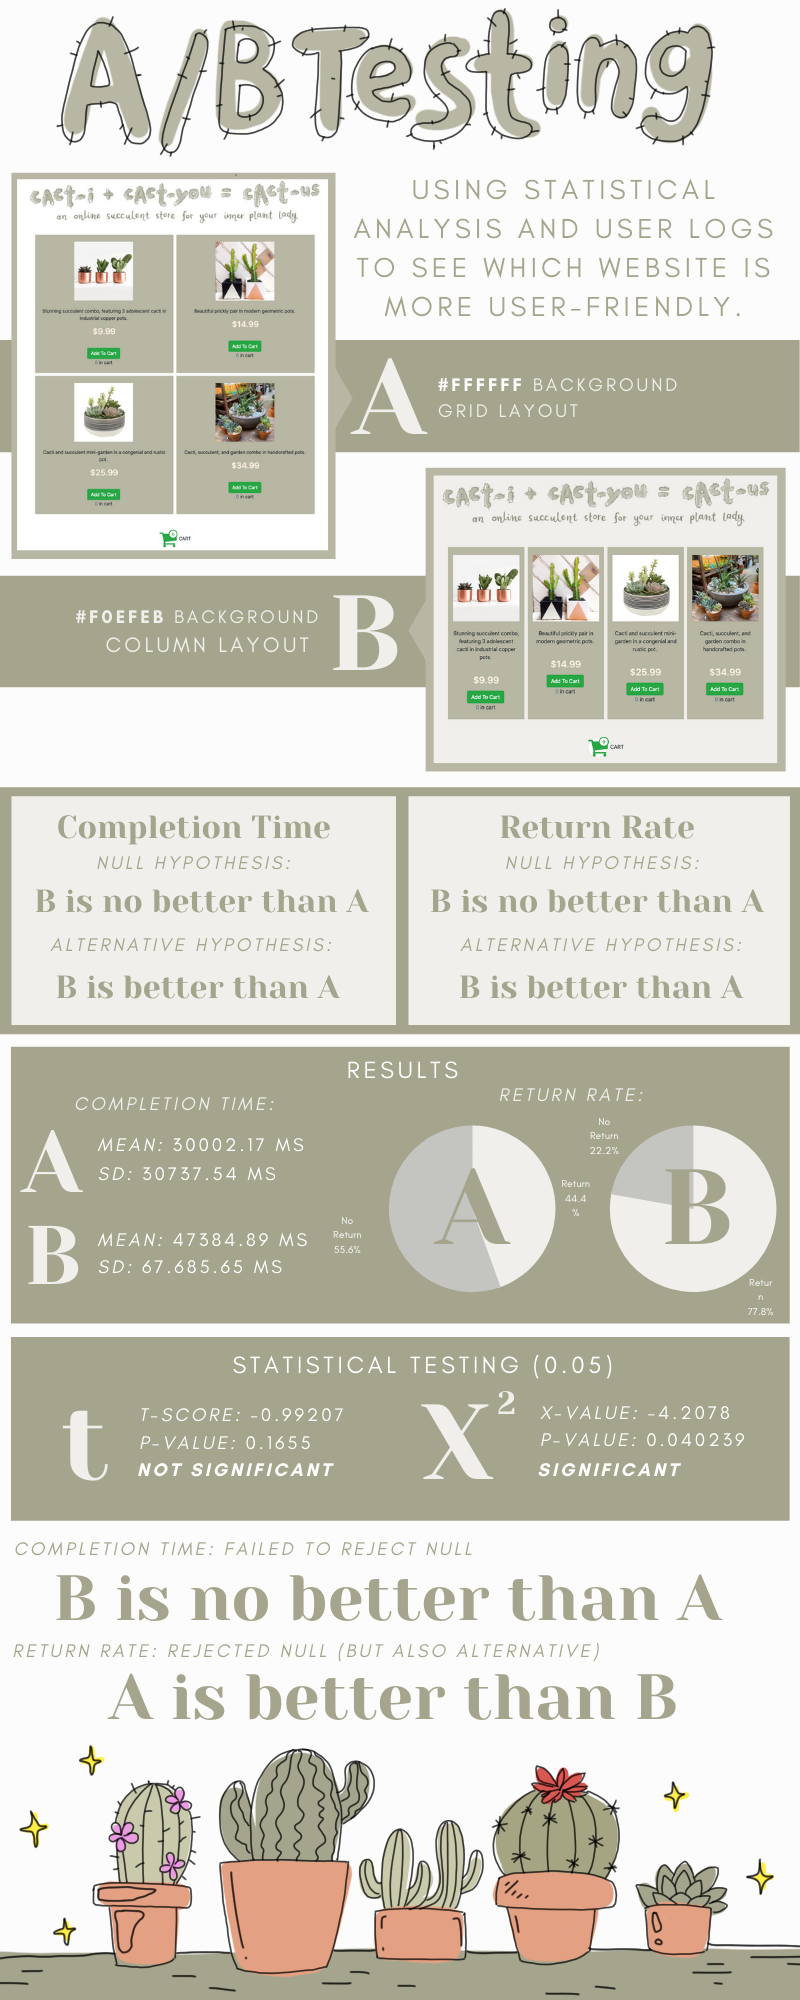 A/B Testing
cact-i + cact-you = cact-us
an online succulent store for your inner plant lady.
Stunning succulent combo, featuring 3 adolescent cacti in
industrial copper pots.
$9.99
Add To Cart
0 in cart
Beautiful prickly pair in modern geometric pots.
$14.99
Add To Cart
0 in cart
Cacti and succulent mini-garden in a congenial and rustic
pot.
$25.99
Add To Cart
0 in cart
Cacti, succulent, and garden combo in handcrafted pots.
$34.99
Add To Cart
0 in cart
0
CART
USING STATISTICAL
ANALYSIS AND USER LOGS
TO SEE WHICH WEBSITE IS
MORE USER-FRIENDLY.
A
#FFFFFF BACKGROUND
GRID LAYOUT
#F0EFEB BACKGROUND
COLUMN LAYOUT
B
cact-i + cact-you = cact-us
an online succulent store for your inner plant lady.
Stunning succulent combo,
featuring 3 adolescent
cacti in industrial copper
pots.
$9.99
Add To Cart
0 in cart
Beautiful prickly pair in
modern geometric pots.
$14.99
Add To Cart
0 in cart
Cacti and succulent mini-
garden in a congenial and
rustic pot.
$25.99
Add To Cart
0 in cart
Cacti, succulent, and
garden combo in
handcrafted pots.
$34.99
Add To Cart
0 in cart
0
CART
Completion Time
NULL HYPOTHESIS:
B is no better than A
ALTERNATIVE HYPOTHESIS:
B is better than A
Return Rate
NULL HYPOTHESIS:
B is no better than A
ALTERNATIVE HYPOTHESIS:
B is better than A
RESULTS
COMPLETION TIME:
A
MEAN: 30002.17 MS
SD: 30737.54 MS
B
MEAN: 47384.89 MS
SD: 67.685.65 MS
RETURN RATE:
No
Return
55.6%
A
Return
44.4
%
No
Return
22.2%
B
Retur
n
77.8%
STATISTICAL TESTING (0.05)
t
T-SCORE: -0.99207
P-VALUE: 0.1655
NOT SIGNIFICANT
X²
X-VALUE: -4.2078
P-VALUE: 0.040239
SIGNIFICANT
COMPLETION TIME: FAILED TO REJECT NULL
B is no better than A
RETURN RATE: REJECTED NULL (BUT ALSO ALTERNATIVE)
A is better than B